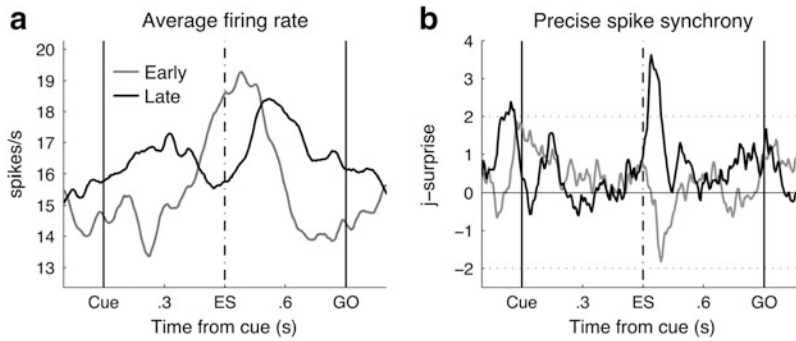 a
Average firing rate
20
19
18
17
16
15
14
13
spikes/s
Early
Late
Cue
.3
ES
.6
GO
Time from cue (s)
b
Precise spike synchrony
4
3
2
1
0
−1
−2
j−surprise
Cue
.3
ES
.6
GO
Time from cue (s)